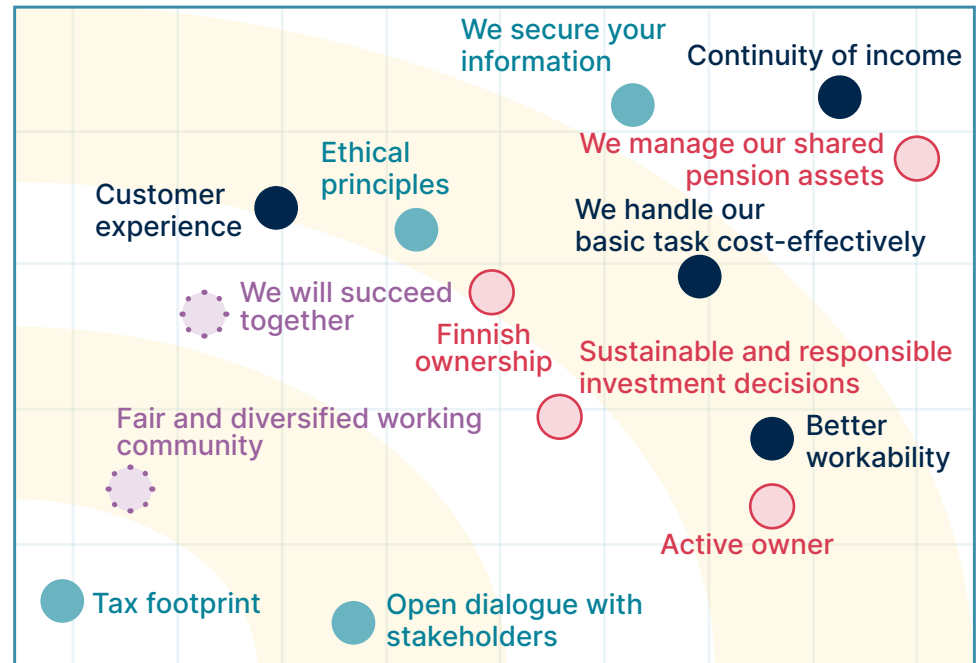 We secure your
information
Continuity of income
We manage our shared
pension assets
Ethical
principles
Customer
experience
We handle our
basic task cost-effectively
We will succeed
together
Finnish
ownership
Sustainable and responsible
investment decisions
Fair and diversified working
community
Better
workability
Active owner
Tax footprint
Open dialogue with
stakeholders